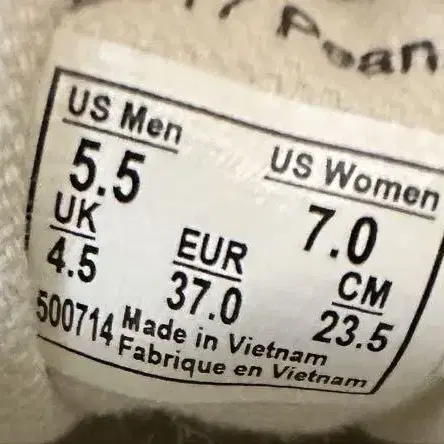 US Men
US Women
5.5
7.0
UK
EUR
CM
4.5
37.0
23.5
500714 Made in Vietnam
Fabrique en Vietnam